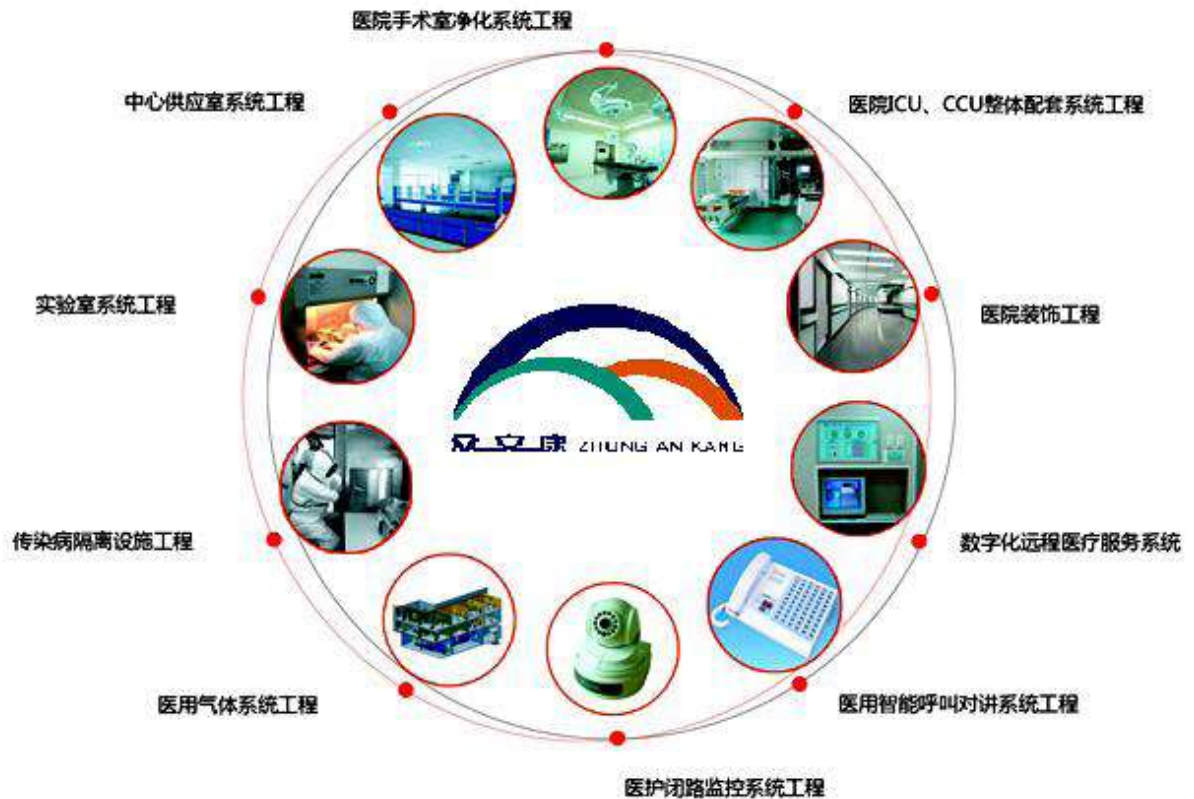 医院手术室净化系统工程
中心供应室系统工程
医院ICU、CCU整体配套系统工程
实验室系统工程
医院装饰工程
众安康 ZHONG AN KANG
传染病隔离设施工程
数字化远程医疗服务系统
医用气体系统工程
医用智能呼叫对讲系统工程
医护闭路监控系统工程